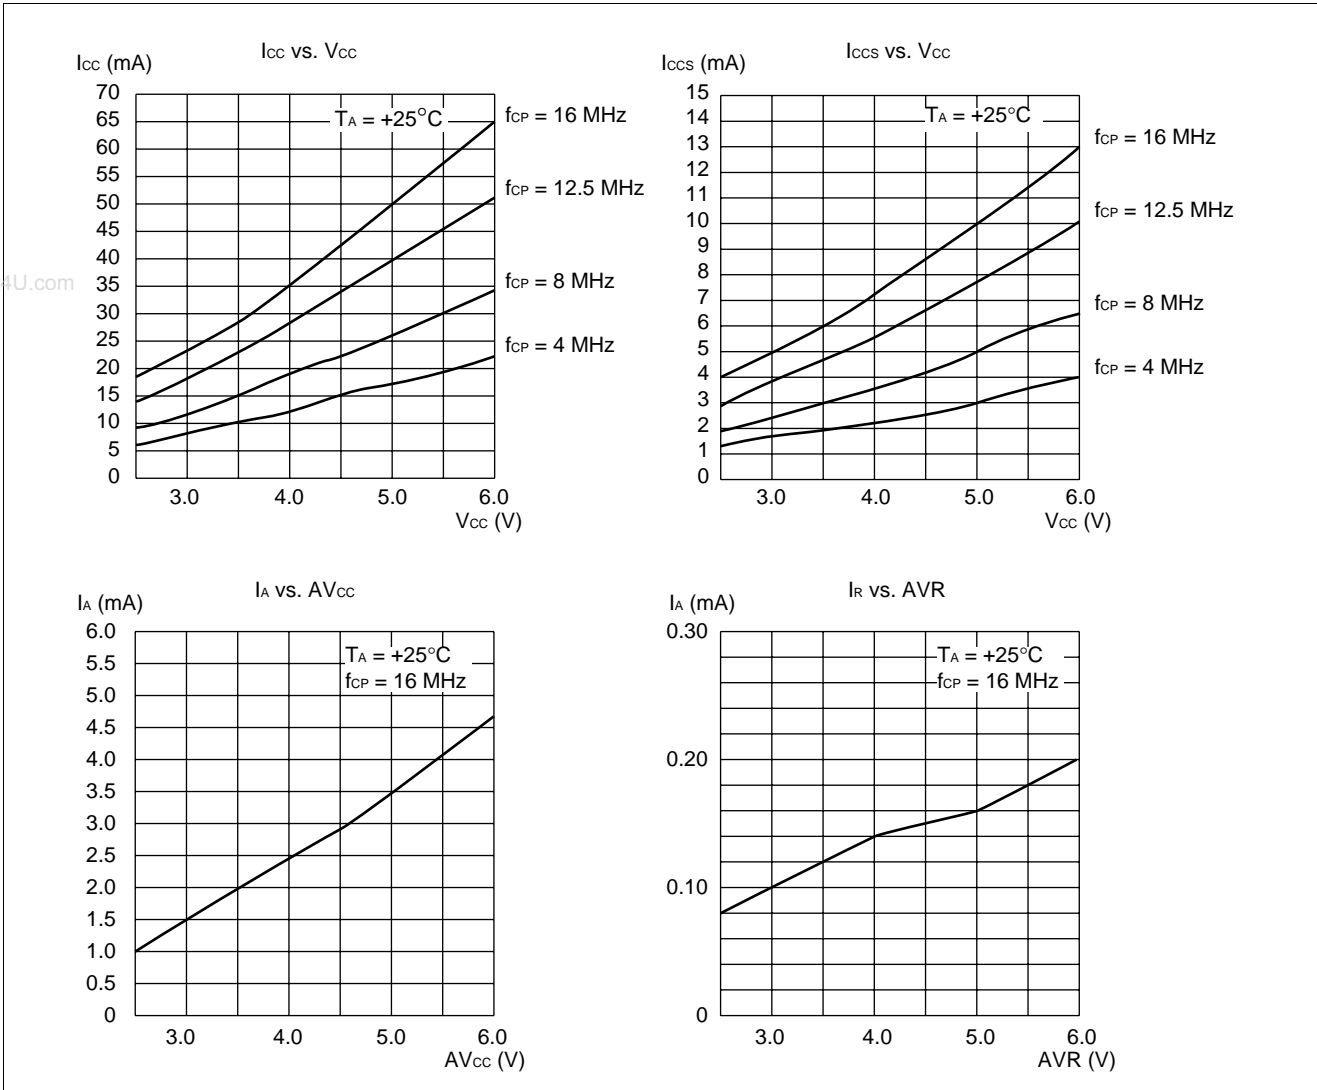 Icc vs. Vcc
Icc (mA)
70
65
60
55
50
45
40
35
30
25
20
15
10
5
0
TA = +25°C
fCP = 16 MHz
fCP = 12.5 MHz
fCP = 8 MHz
fCP = 4 MHz
3.0 4.0 5.0 6.0
Vcc (V)
4U.com
Iccs vs. Vcc
Iccs (mA)
15
14
13
12
11
10
9
8
7
6
5
4
3
2
1
0
TA = +25°C
fCP = 16 MHz
fCP = 12.5 MHz
fCP = 8 MHz
fCP = 4 MHz
3.0 4.0 5.0 6.0
Vcc (V)
IA vs. AVcc
IA (mA)
6.0
5.5
5.0
4.5
4.0
3.5
3.0
2.5
2.0
1.5
1.0
0.5
0
TA = +25°C
fCP = 16 MHz
3.0 4.0 5.0 6.0
AVcc (V)
IR vs. AVR
IA (mA)
0.30
0.20
0.10
0
TA = +25°C
fCP = 16 MHz
3.0 4.0 5.0 6.0
AVR (V)